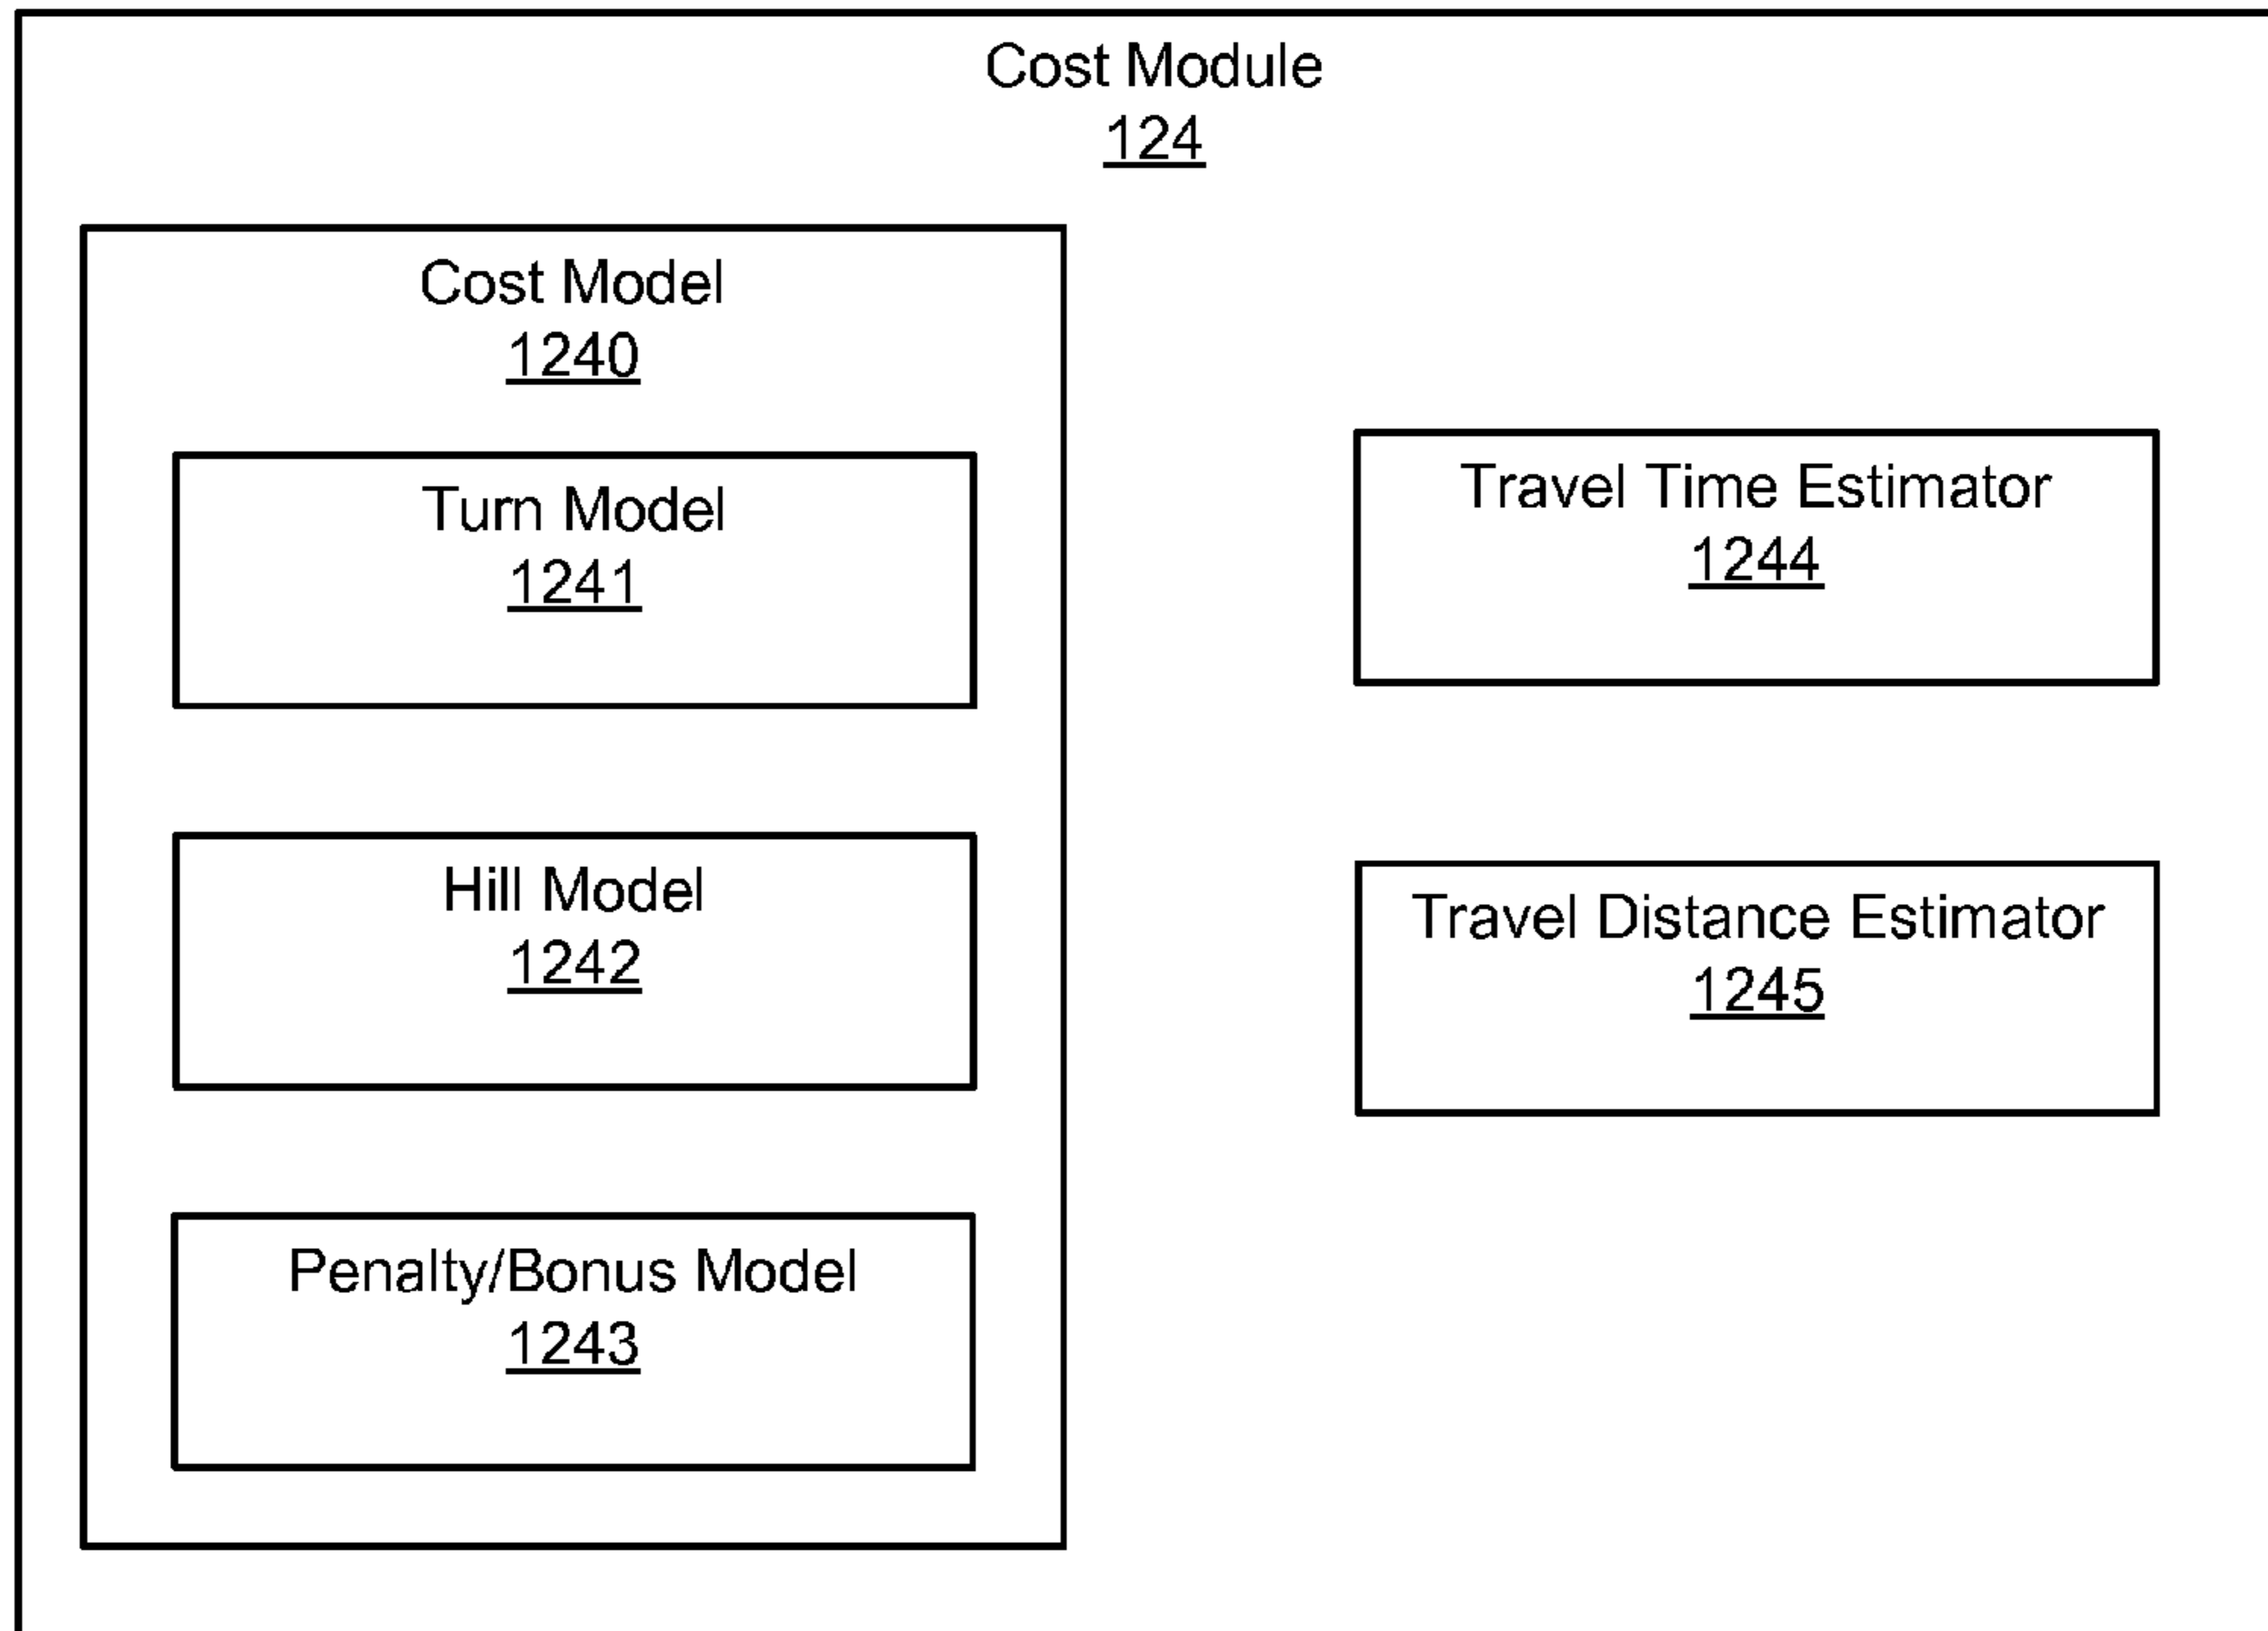 Cost Module
124
Cost Model
1240
Turn Model
1241
Hill Model
1242
Penalty/Bonus Model
1243
Travel Time Estimator
1244
Travel Distance Estimator
1245